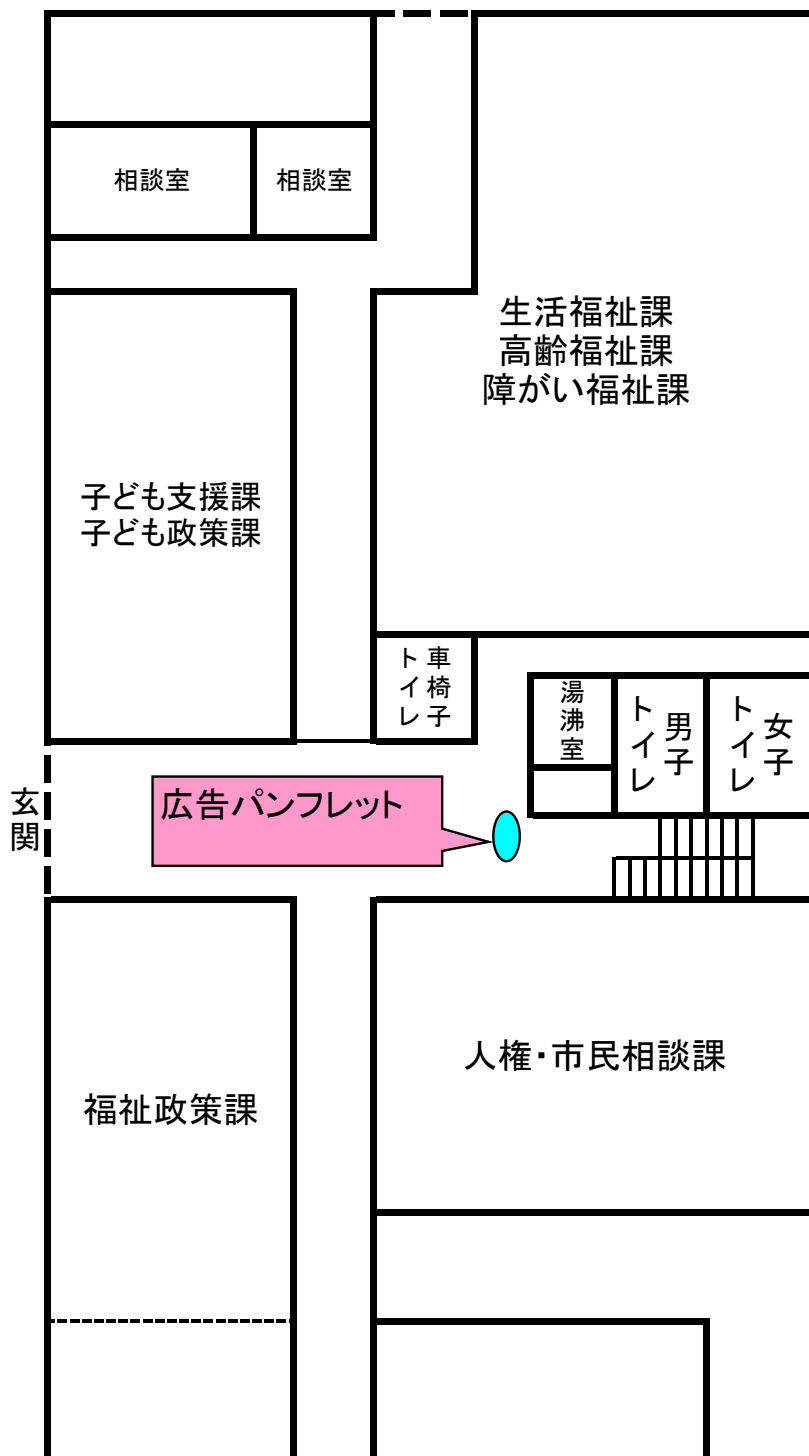 相談室
相談室
生活福祉課
高齢福祉課
障がい福祉課
子ども支援課
子ども政策課
車椅子
トイレ
湯沸室
男子
トイレ
女子
トイレ
玄関
広告パンフレット
人権・市民相談課
福祉政策課